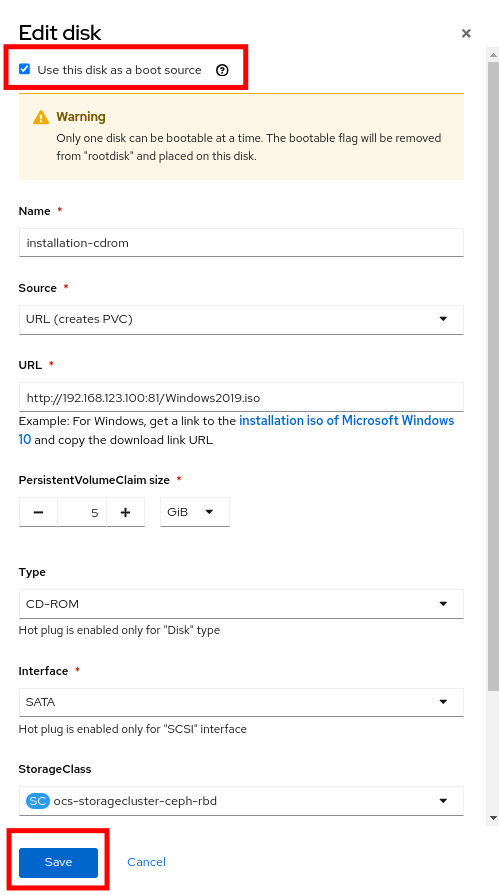 Edit disk
Use this disk as a boot source
Warning
Only one disk can be bootable at a time. The bootable flag will be removed
from "rootdisk" and placed on this disk.
Name *
installation-cdrom
Source *
URL (creates PVC)
URL *
http://192.168.123.100:81/Windows2019.iso
Example: For Windows, get a link to the installation iso of Microsoft Windows
10 and copy the download link URL
PersistentVolumeClaim size *
5 GiB
Type
CD-ROM
Hot plug is enabled only for "Disk" type
Interface *
SATA
Hot plug is enabled only for "SCSI" interface
StorageClass
SC ocs-storagecluster-ceph-rbd
Save Cancel